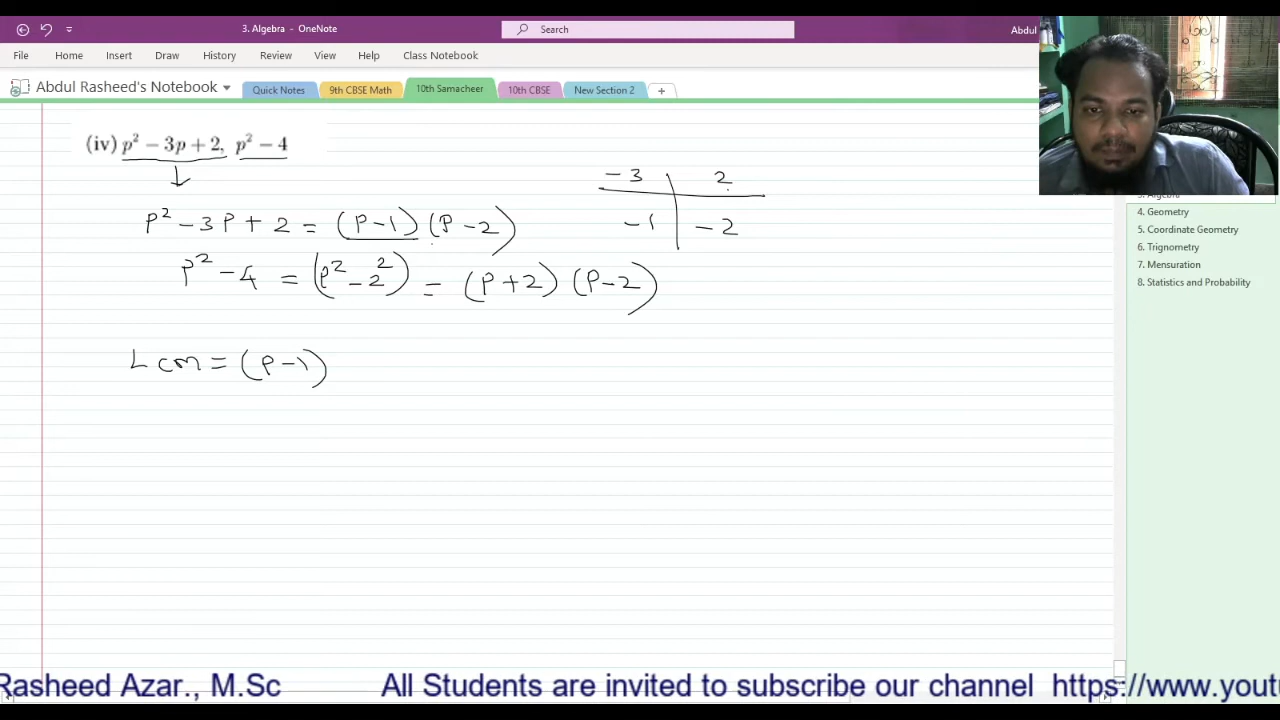 3. Algebra - OneNote
Search
Abdul
File Home Insert Draw History Review View Help Class Notebook
Abdul Rasheed's Notebook
Quick Notes 9th CBSE Math 10th Samacheer 10th CBSE New Section 2 +
(iv) p² − 3p + 2, p² − 4
-3 2
-1 -2
p² - 3p + 2 = (p-1)(p-2)
p² - 4 = (p² - 2²) = (p+2)(p-2)
Lcm = (p-1)
4. Geometry
5. Coordinate Geometry
6. Trygnometry
7. Mensuration
8. Statistics and Probability
Rasheed Azar., M.Sc All Students are invited to subscribe our channel https://www.yout